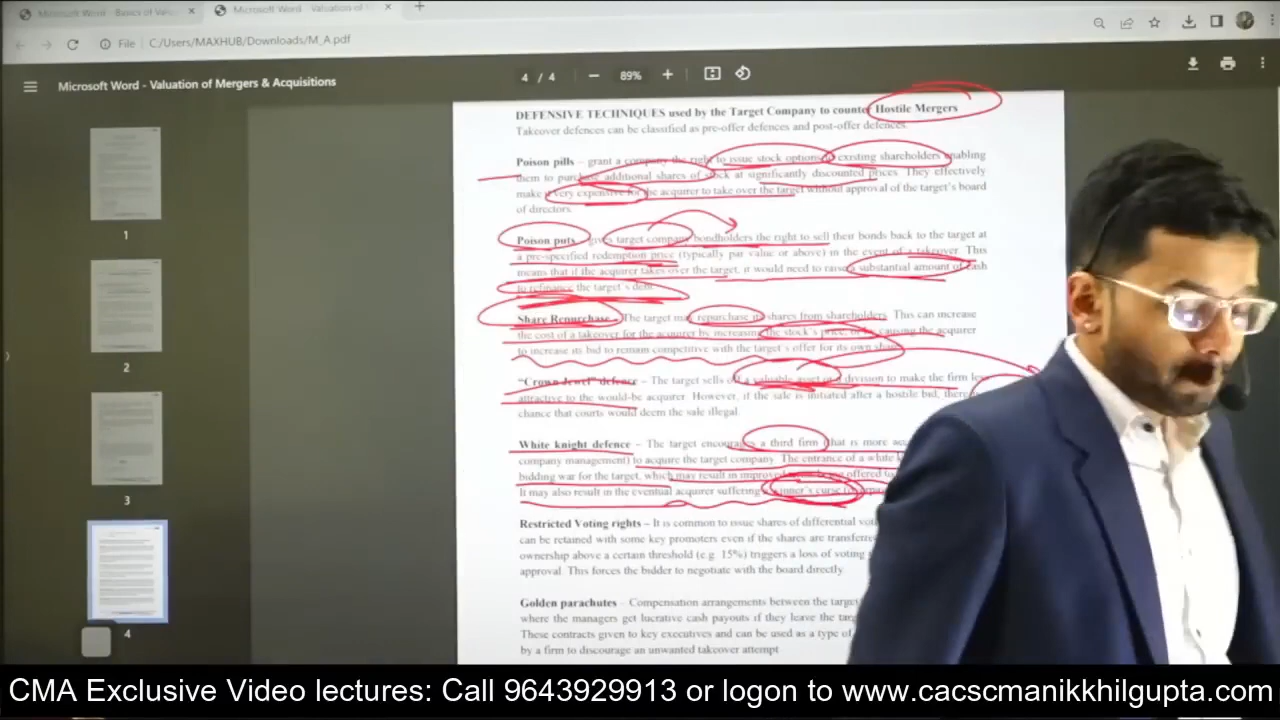 Microsoft Word - Basics of Valu
Microsoft Word - Valuation of
File C:/Users/MAXHUB/Downloads/M_A.pdf
Microsoft Word - Valuation of Mergers & Acquisitions
4 / 4
89%
DEFENSIVE TECHNIQUES used by the Target Company to counter Hostile Mergers
Takeover defences can be classified as pre-offer defences and post-offer defences.
Poison pills – grant a company the right to issue stock options to existing shareholders enabling
them to purchase additional shares of stock at significantly discounted prices. They effectively
make it very expensive for the acquirer to take over the target without approval of the target's board
of directors.
Poison puts – gives target company bondholders the right to sell their bonds back to the target at
a pre-specified redemption price (typically par value or above) in the event of a takeover. This
means that if the acquirer takes over the target, it would need to raise a substantial amount of cash
to refinance the target's debt.
Share Repurchase – The target may repurchase its shares from shareholders. This can increase
the cost of a takeover for the acquirer by increasing the stock's price, or by causing the acquirer
to increase its bid to remain competitive with the target's offer for its own shares
"Crown Jewel" defence – The target sells off a valuable asset or a division to make the firm
attractive to the would-be acquirer. However, if the sale is initiated after a hostile bid, there
chance that courts would deem the sale illegal.
White knight defence – The target encourages a third firm (that is more
company management) to acquire the target company. The entrance of a white
bidding war for the target, which may result in improved offered
It may also result in the eventual acquirer suffering winner's curse
Restricted Voting rights – It is common to issue shares of differential
can be retained with some key promoters even if the shares are transferred
ownership above a certain threshold (e.g. 15%) triggers a loss of voting
approval. This forces the bidder to negotiate with the board directly.
Golden parachutes – Compensation arrangements between the target
where the managers get lucrative cash payouts if they leave the
These contracts given to key executives and can be used as a type of
by a firm to discourage an unwanted takeover attempt
1
2
3
4
CMA Exclusive Video lectures: Call 9643929913 or logon to www.cacscmanikkhilgupta.com